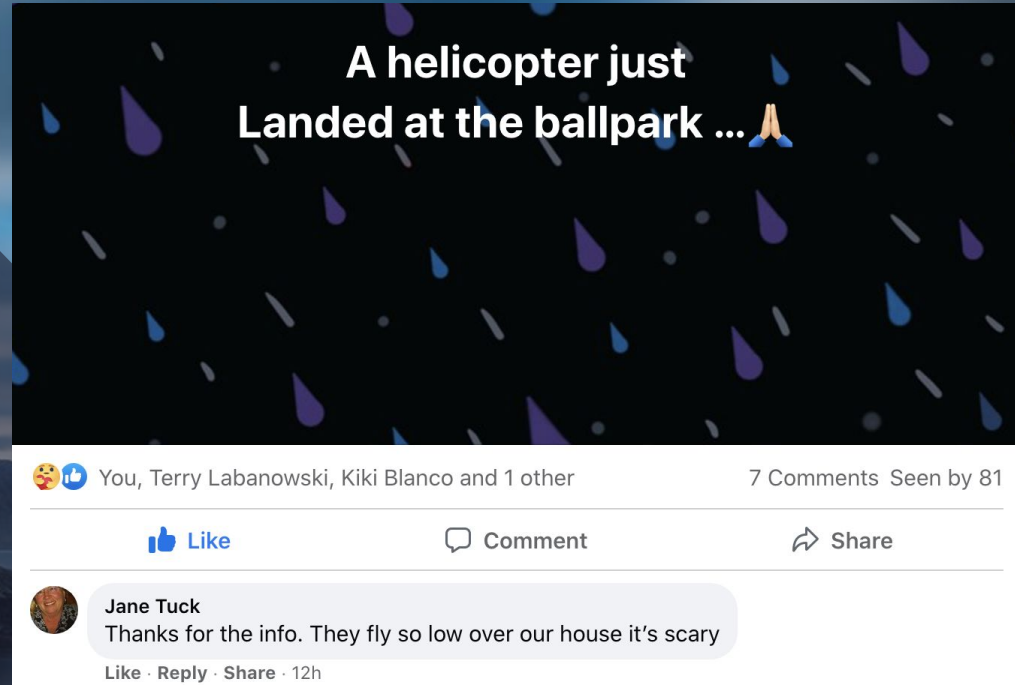 A helicopter just
Landed at the ballpark ...🙏🏼
You, Terry Labanowski, Kiki Blanco and 1 other
7 Comments Seen by 81
Like
Comment
Share
Jane Tuck
Thanks for the info. They fly so low over our house it's scary
Like · Reply · Share · 12h